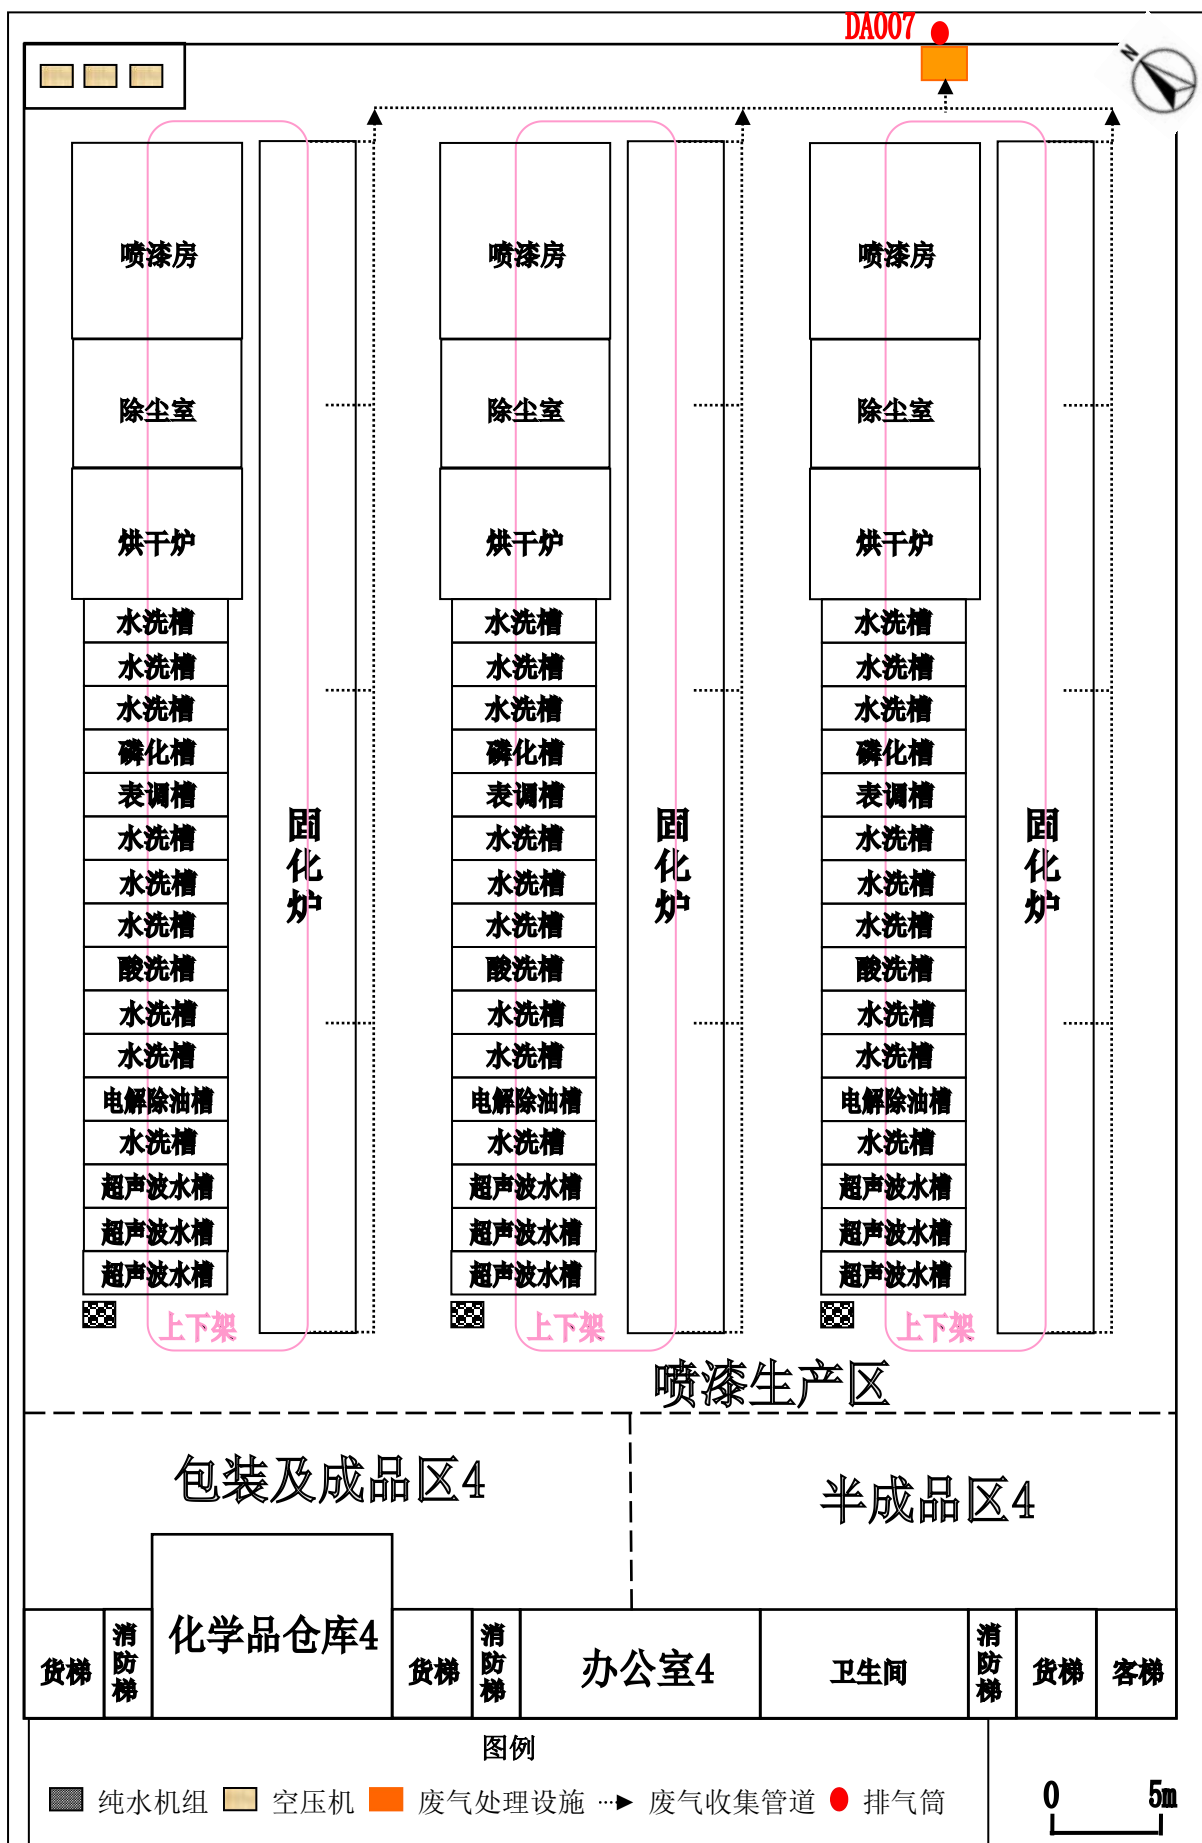 DA007
N
喷漆房 喷漆房 喷漆房
除尘室 除尘室 除尘室
烘干炉 烘干炉 烘干炉
水洗槽 水洗槽 水洗槽
水洗槽 水洗槽 水洗槽
水洗槽 水洗槽 水洗槽
磷化槽 磷化槽 磷化槽
表调槽 表调槽 表调槽
固化炉 固化炉 固化炉
水洗槽 水洗槽 水洗槽
水洗槽 水洗槽 水洗槽
水洗槽 水洗槽 水洗槽
酸洗槽 酸洗槽 酸洗槽
水洗槽 水洗槽 水洗槽
水洗槽 水洗槽 水洗槽
电解除油槽 电解除油槽 电解除油槽
水洗槽 水洗槽 水洗槽
超声波水槽 超声波水槽 超声波水槽
超声波水槽 超声波水槽 超声波水槽
超声波水槽 超声波水槽 超声波水槽
上下架 上下架 上下架
喷漆生产区
包装及成品区4
半成品区4
货梯 消防梯 化学品仓库4 货梯 消防梯 办公室4 卫生间 消防梯 货梯 客梯
图例
纯水机组 空压机 废气处理设施 废气收集管道 排气筒
0 5m